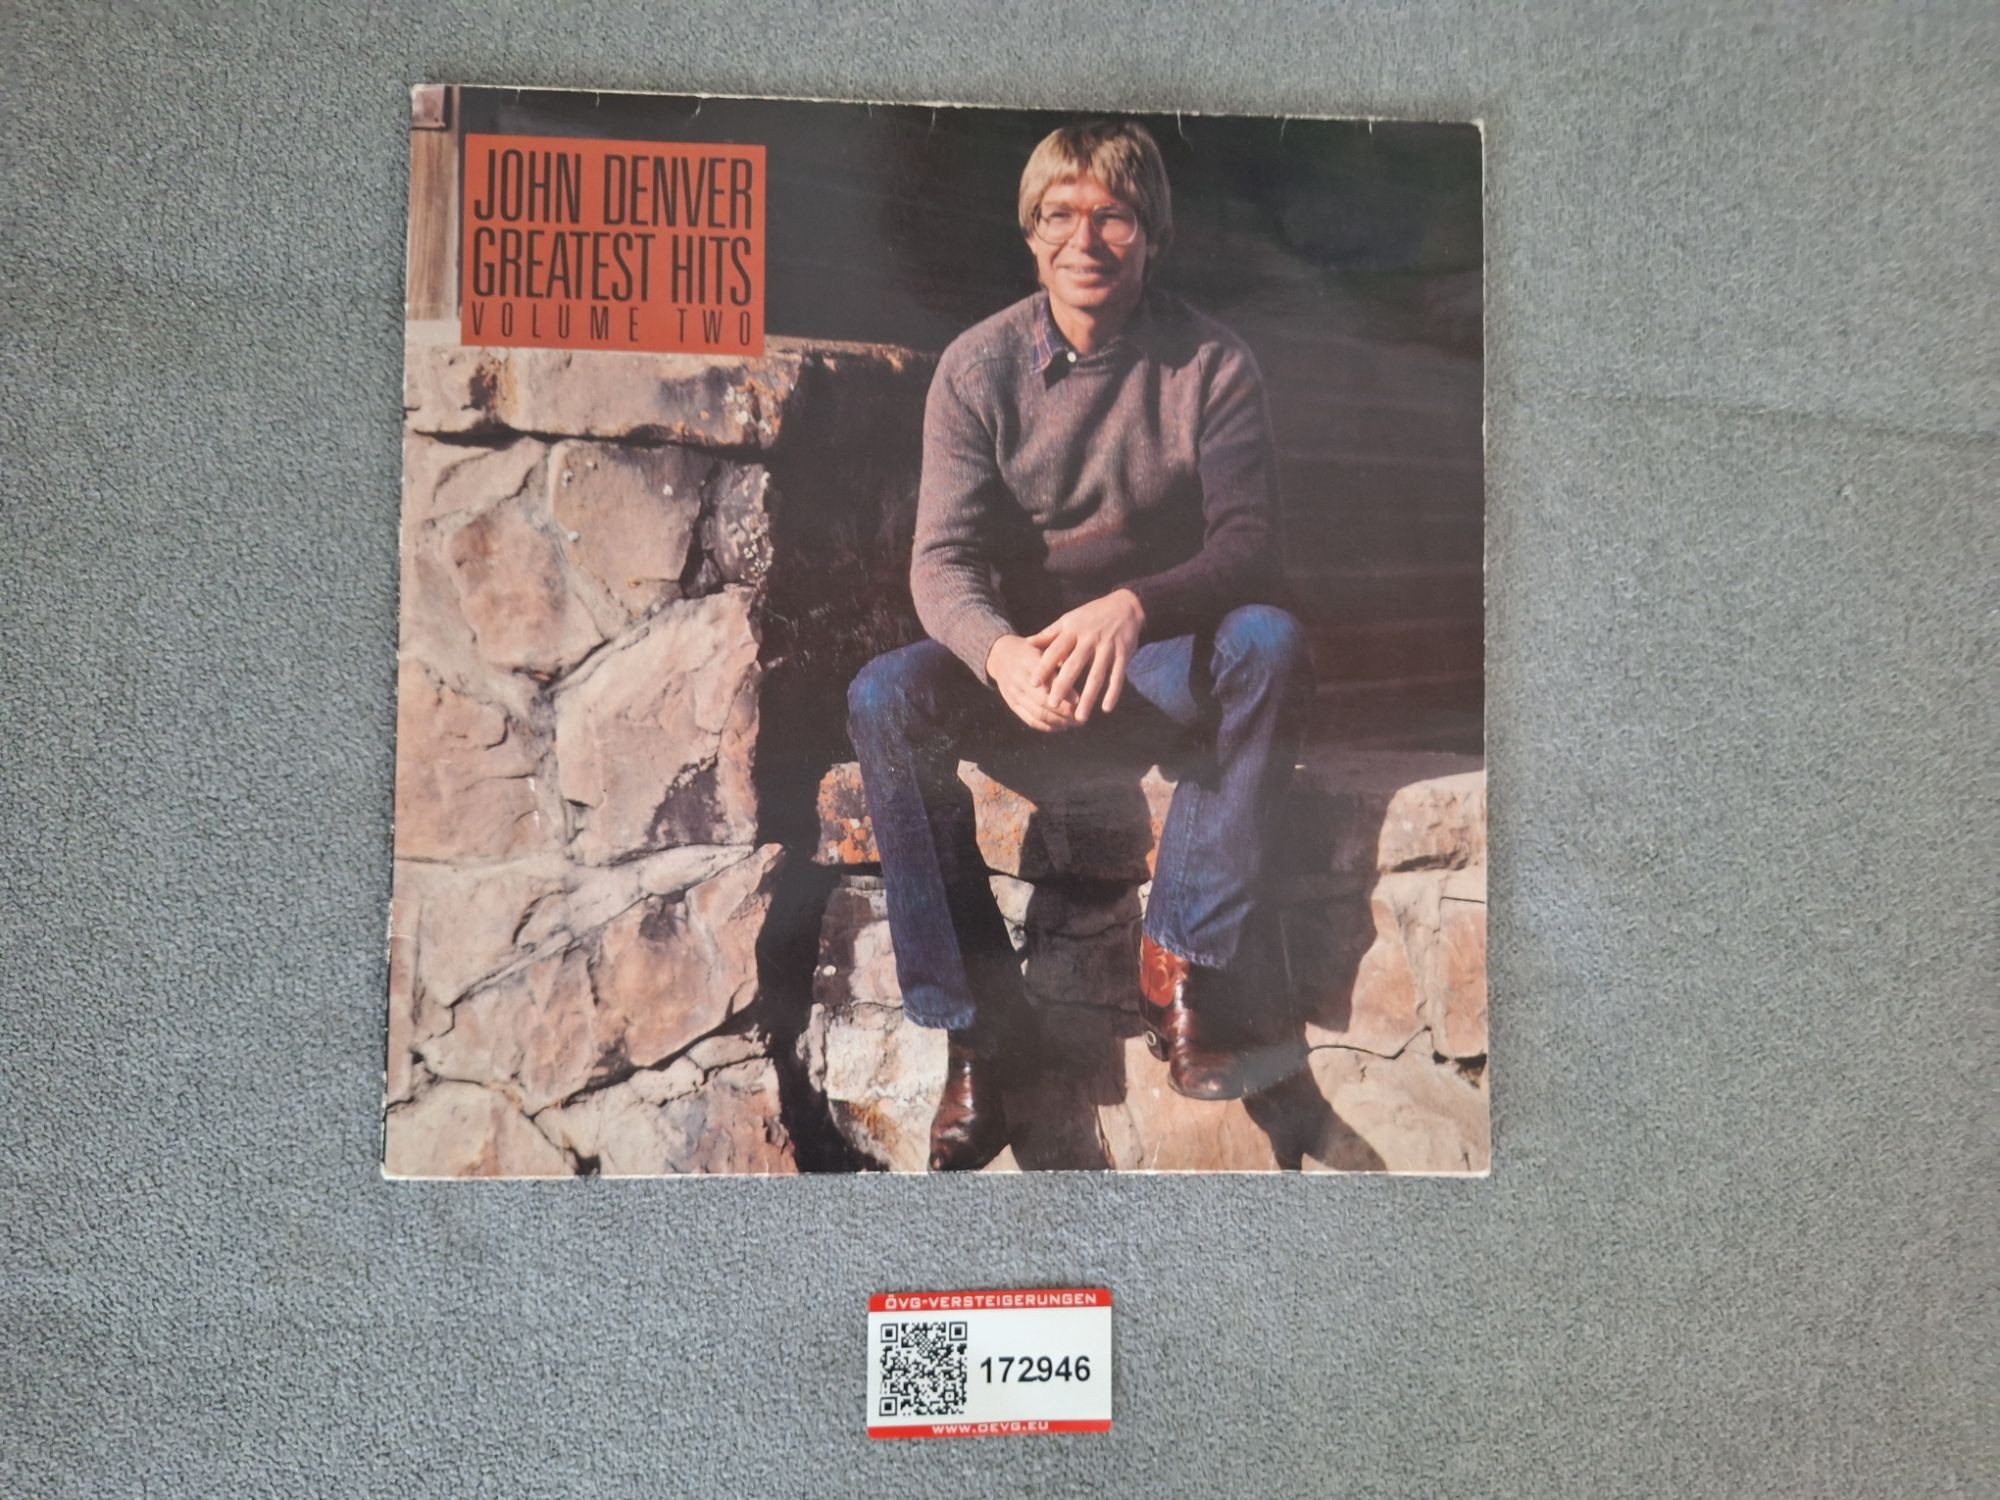 JOHN DENVER
GREATEST HITS
VOLUME TWO
ÖVG-VERSTEIGERUNGEN
172946
WWW.OEVG.EU